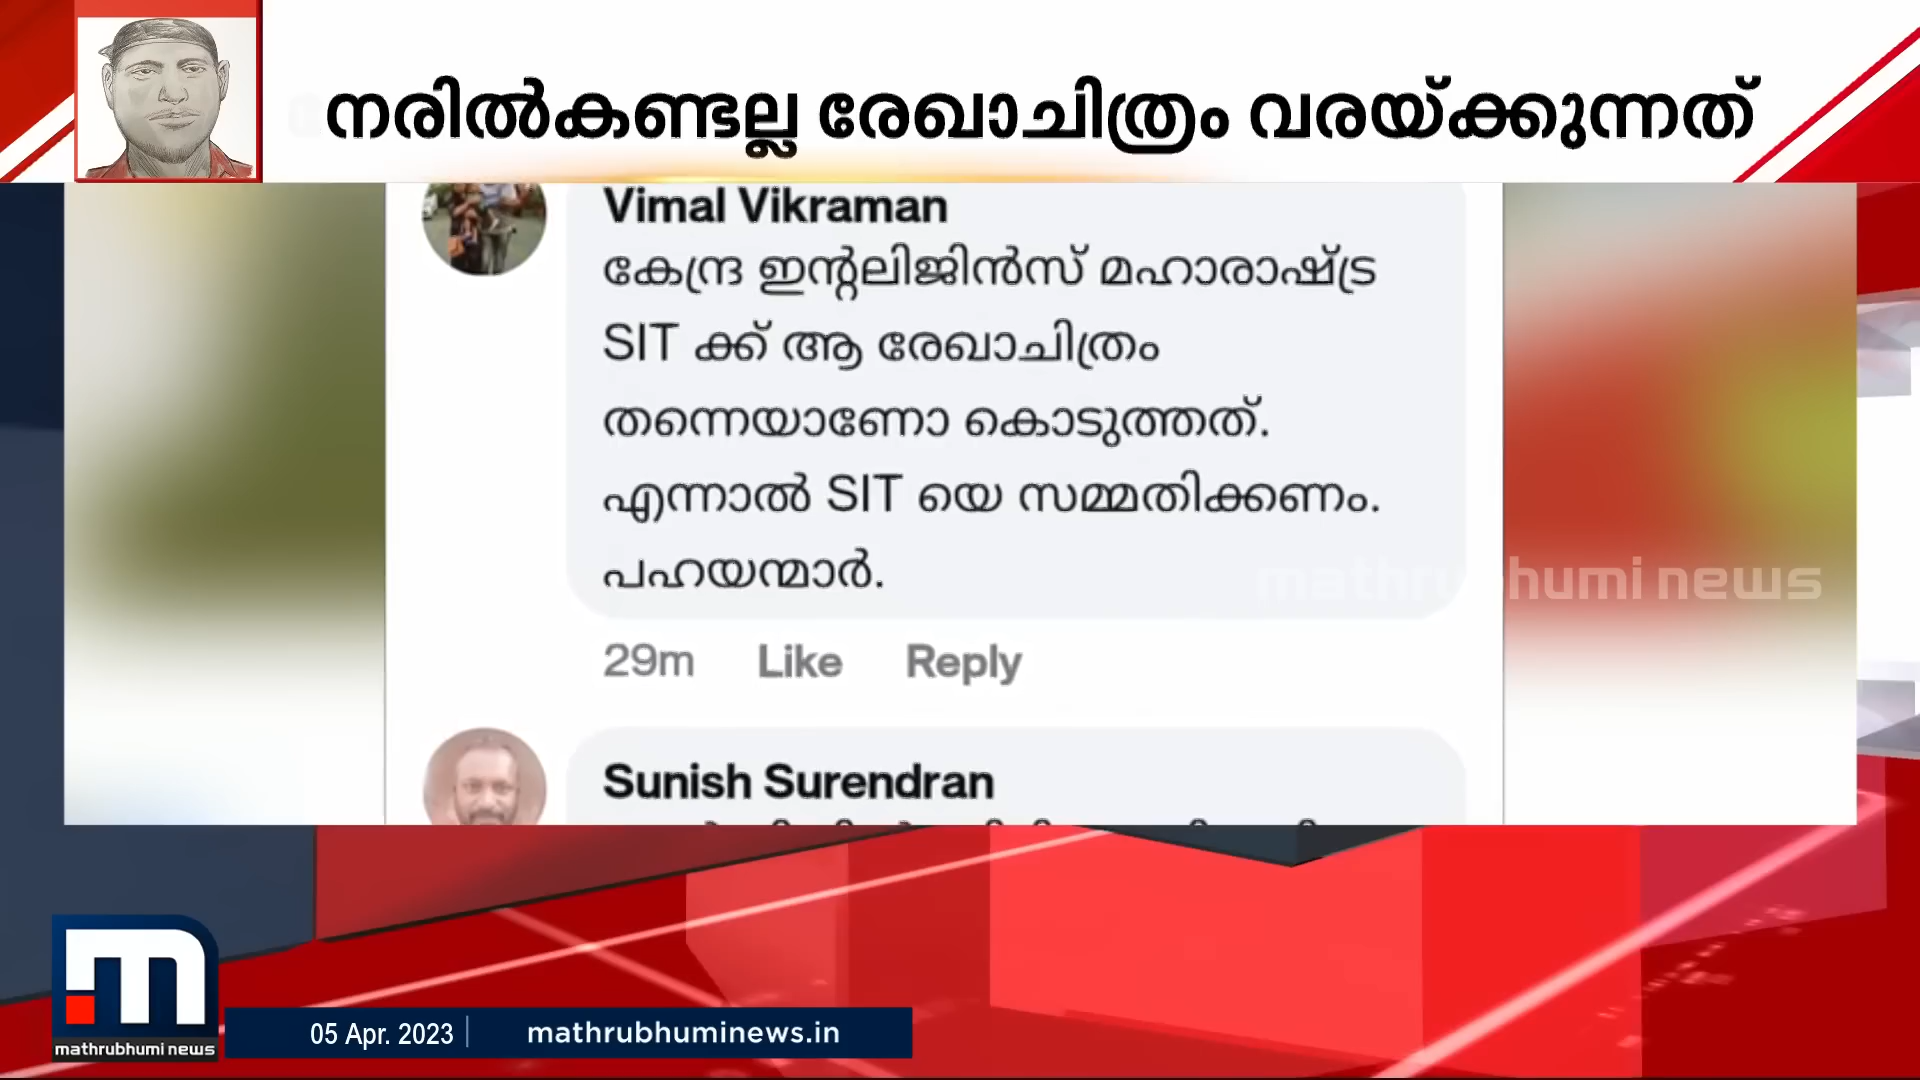 നരിൽകണ്ടല്ല രേഖാചിത്രം വരയ്ക്കുന്നത്
Vimal Vikraman
കേന്ദ്ര ഇന്റലിജിൻസ് മഹാരാഷ്ട്ര
SIT ക്ക് ആ രേഖാചിത്രം
തന്നെയാണോ കൊടുത്തത്.
എന്നാൽ SIT യെ സമ്മതിക്കണം.
പഹയന്മാർ.
mathrubhumi news
29m Like Reply
Sunish Surendran
mathrubhumi news
05 Apr. 2023
mathrubhuminews.in